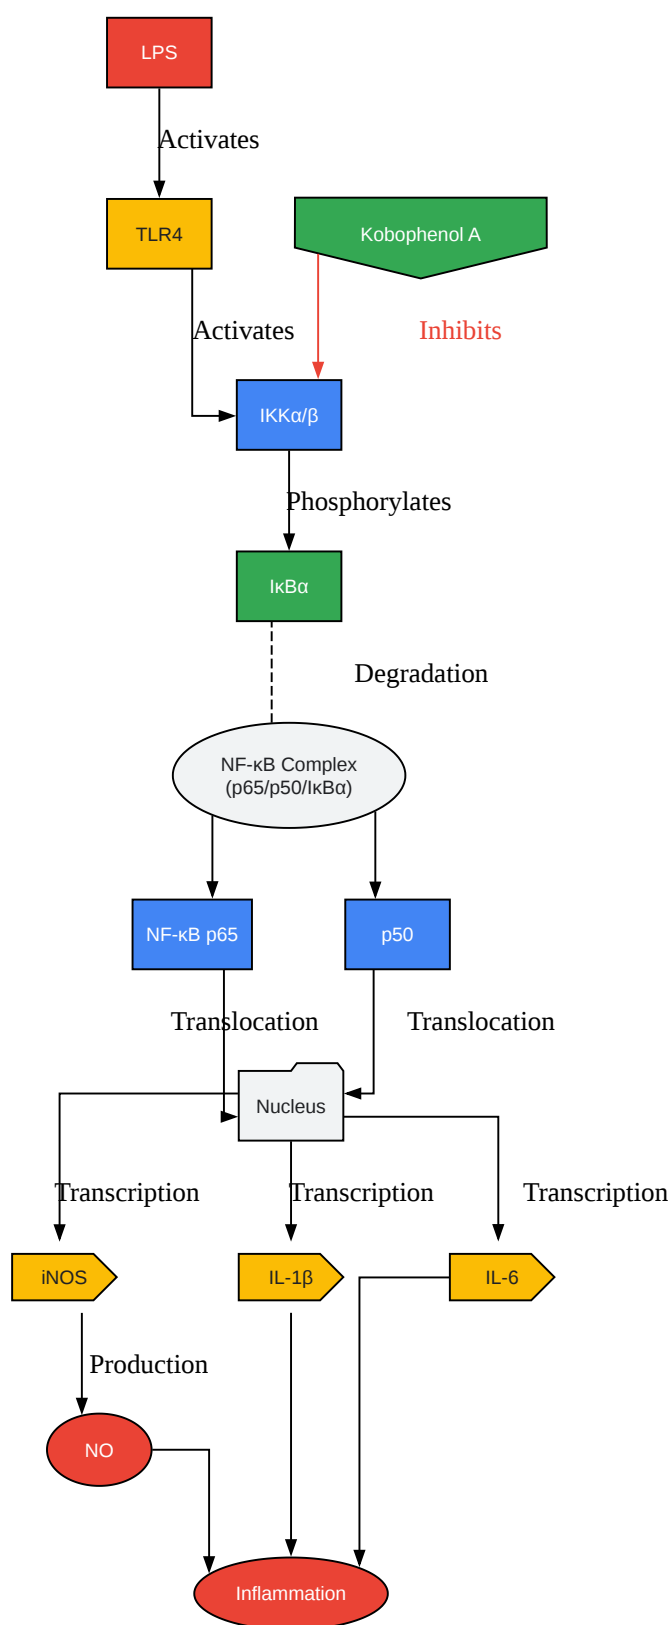 LPS
Activates
TLR4
Kobophenol A
Activates
Inhibits
IKKα/β
Phosphorylates
IκBα
Degradation
NF-κB Complex
(p65/p50/IκBα)
NF-κB p65
p50
Translocation
Translocation
Nucleus
Transcription
Transcription
Transcription
iNOS
IL-1β
IL-6
Production
NO
Inflammation